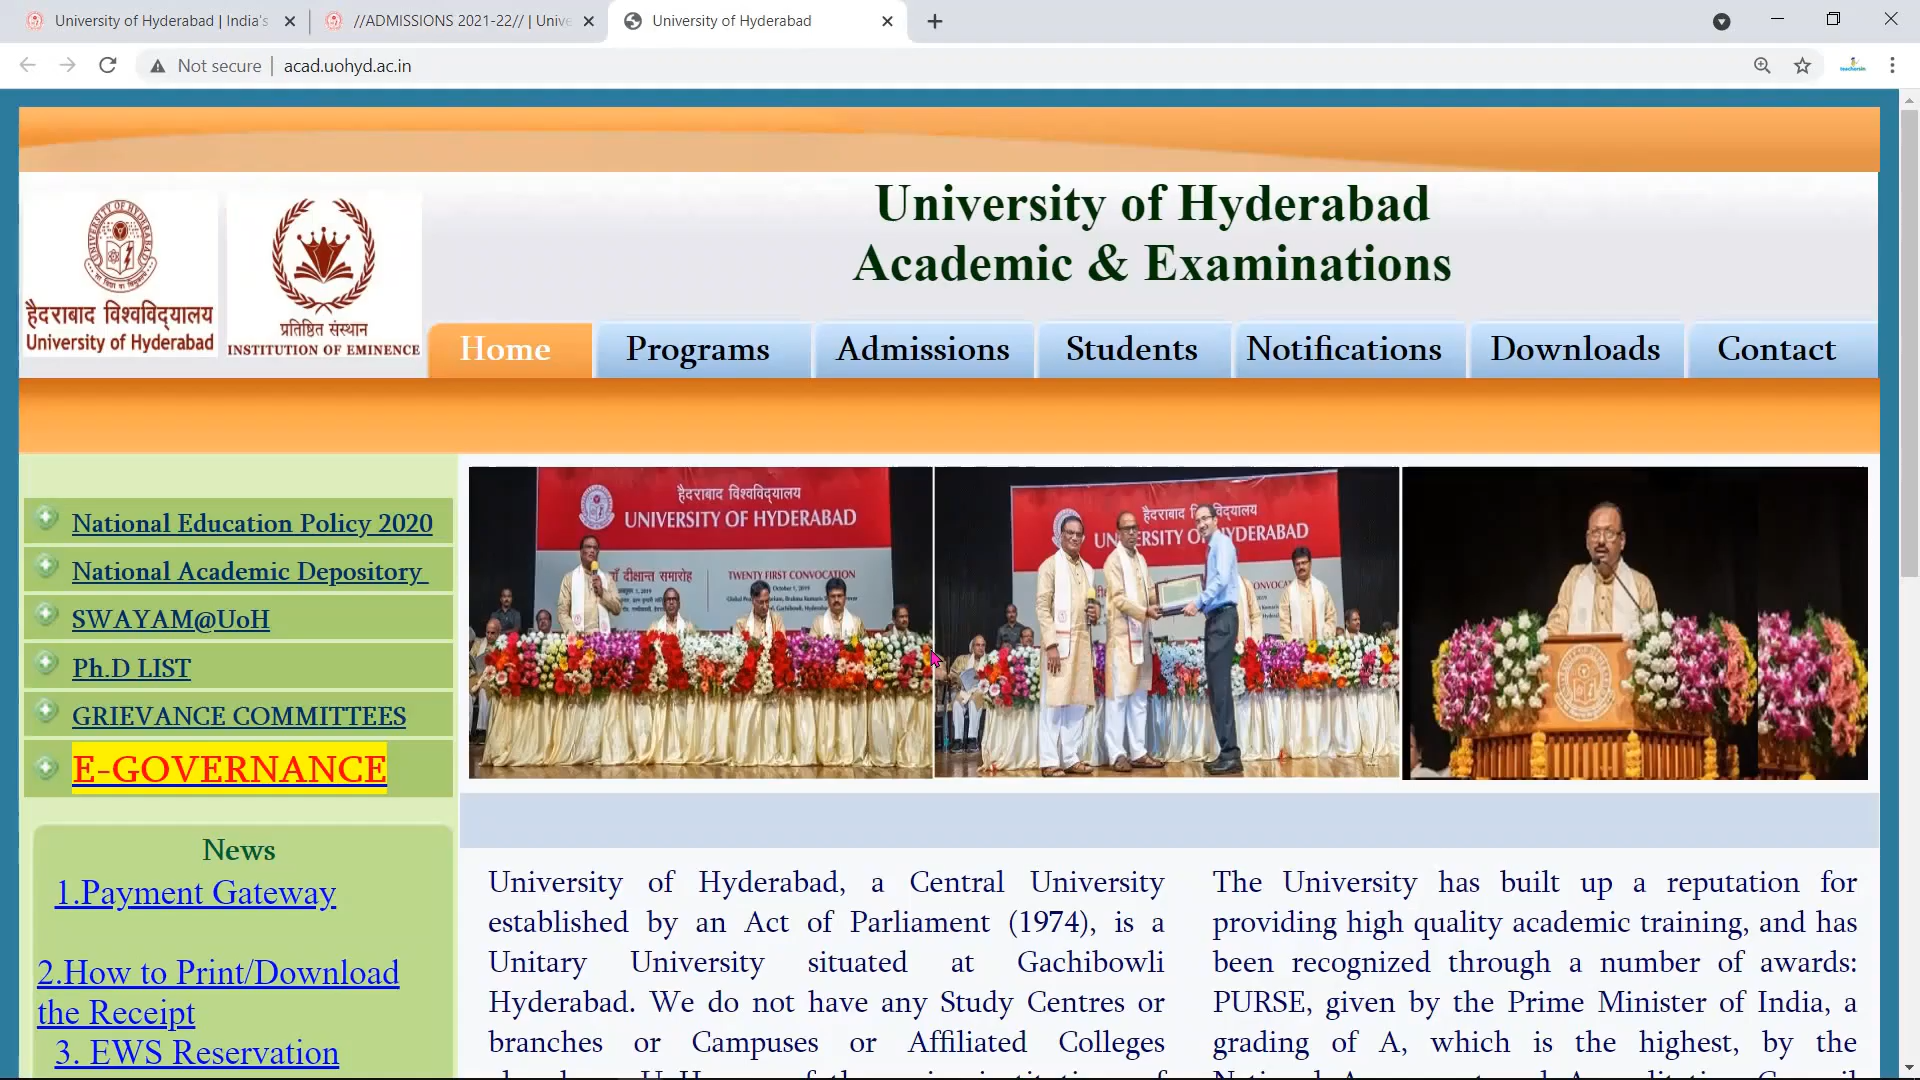 University of Hyderabad | India's
//ADMISSIONS 2021-22// | Unive
University of Hyderabad
Not secure | acad.uohyd.ac.in
University of Hyderabad
Academic & Examinations
हैदराबाद विश्वविद्यालय
University of Hyderabad
प्रतिष्ठित संस्थान
INSTITUTION OF EMINENCE
Home
Programs
Admissions
Students
Notifications
Downloads
Contact
National Education Policy 2020
National Academic Depository
SWAYAM@UoH
Ph.D LIST
GRIEVANCE COMMITTEES
E-GOVERNANCE
हैदराबाद विश्वविद्यालय
UNIVERSITY OF HYDERABAD
दीक्षान्त समारोह
TWENTY FIRST CONVOCATION
October 1, 2019
News
1.Payment Gateway
2.How to Print/Download
the Receipt
3. EWS Reservation
University of Hyderabad, a Central University
established by an Act of Parliament (1974), is a
Unitary University situated at Gachibowli
Hyderabad. We do not have any Study Centres or
branches or Campuses or Affiliated Colleges
The University has built up a reputation for
providing high quality academic training, and has
been recognized through a number of awards:
PURSE, given by the Prime Minister of India, a
grading of A, which is the highest, by the